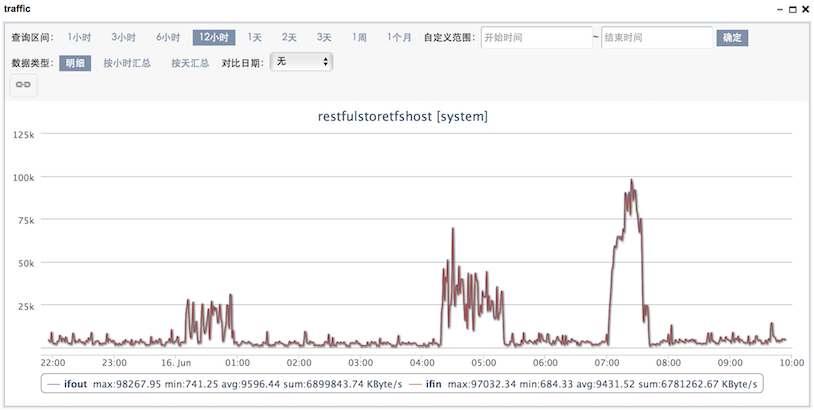 traffic
查询区间： 1小时 3小时 6小时 12小时 1天 2天 3天 1周 1个月 自定义范围： 开始时间 ~ 结束时间 确定
数据类型： 明细 按小时汇总 按天汇总 对比日期： 无
restfulstoretfshost [system]
125k
100k
75k
50k
25k
22:00 23:00 16. Jun 01:00 02:00 03:00 04:00 05:00 06:00 07:00 08:00 09:00 10:00
ifout max:98267.95 min:741.25 avg:9596.44 sum:6899843.74 KByte/s ifin max:97032.34 min:684.33 avg:9431.52 sum:6781262.67 KByte/s